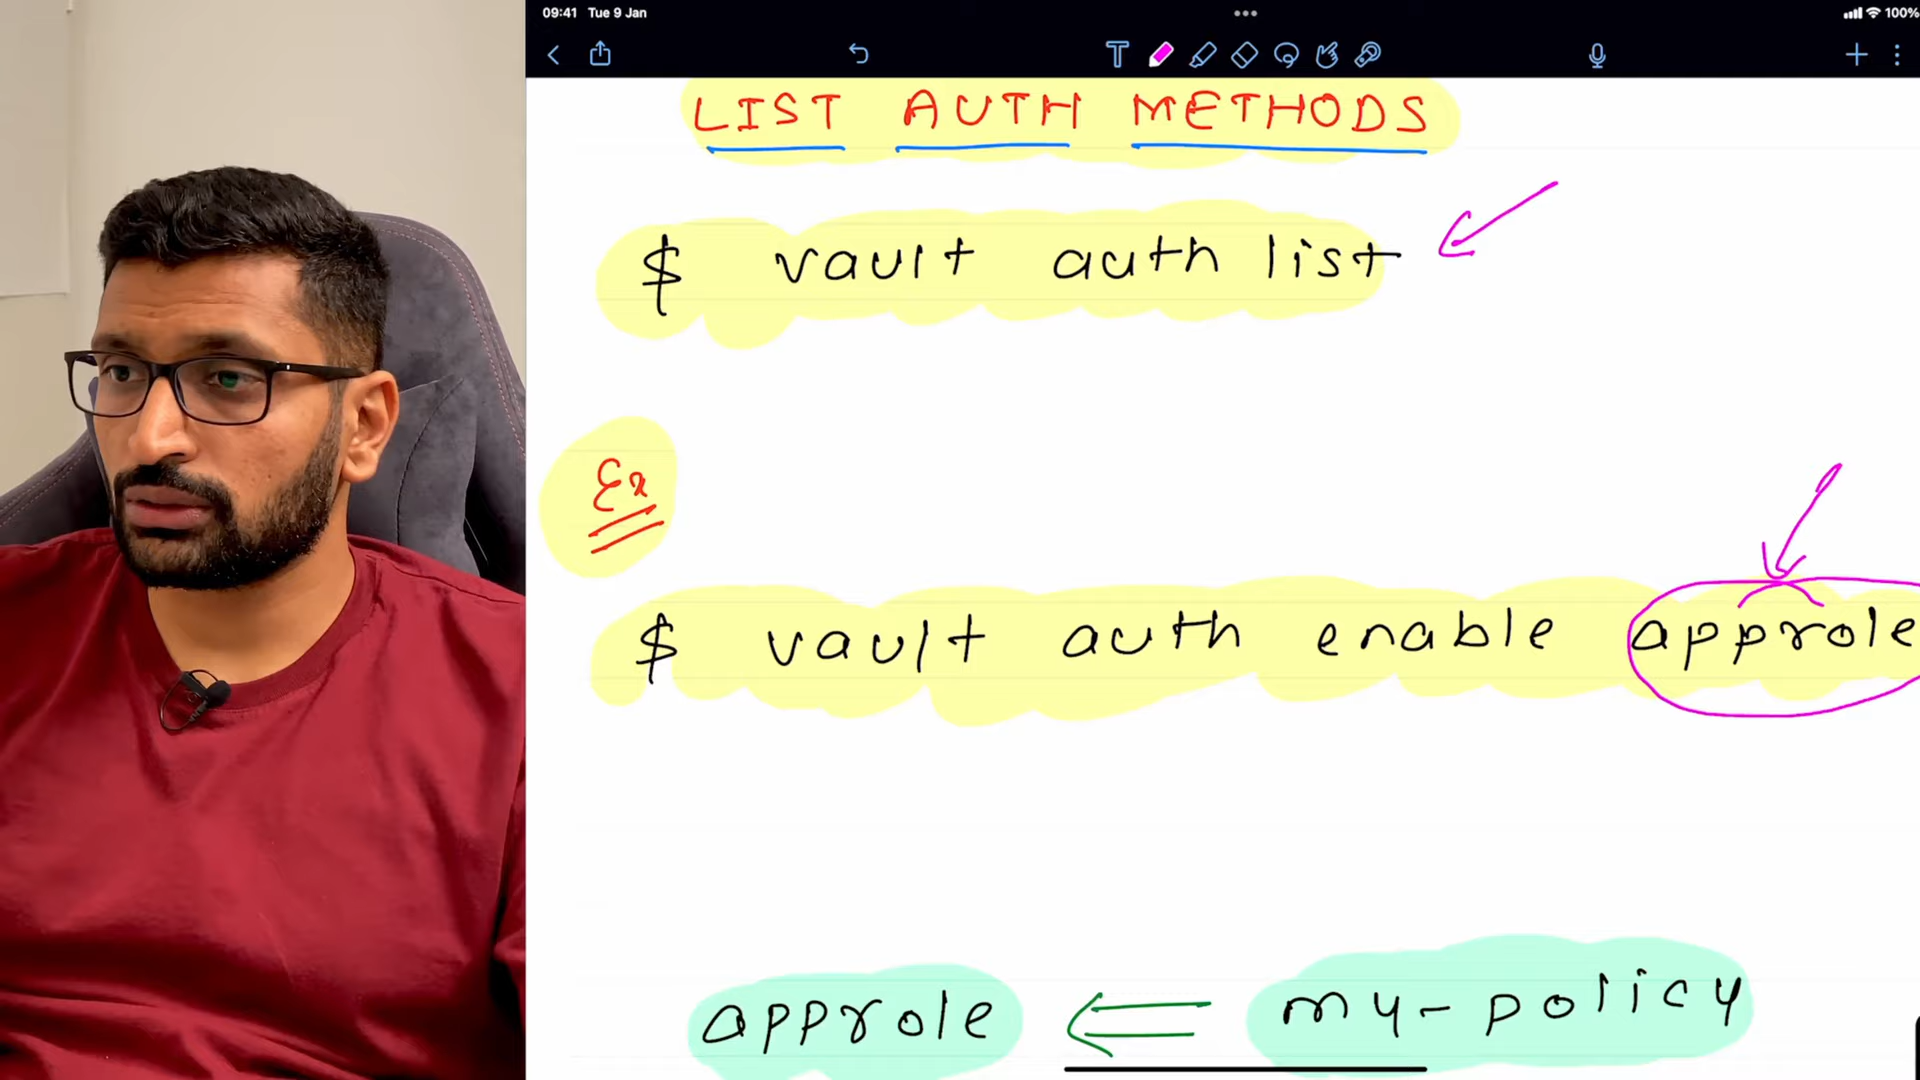 09:41 Tue 9 Jan 100%
T
LIST AUTH METHODS
$ vault auth list
Ex
$ vault auth enable approle
approle my-policy